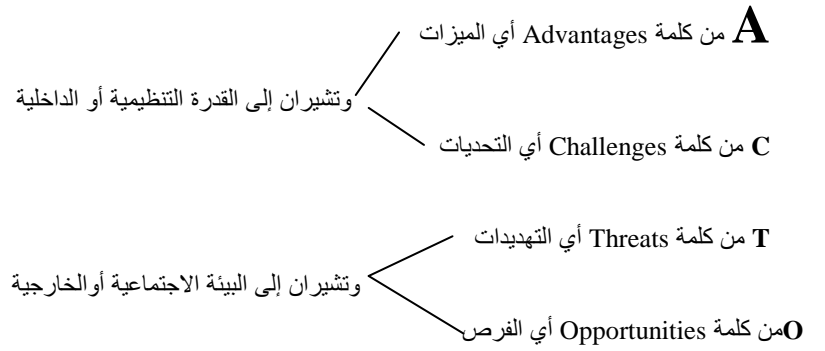 A من كلمة Advantages أي الميزات
وتشيران إلى القدرة التنظيمية أو الداخلية
C من كلمة Challenges أي التحديات
T من كلمة Threats أي التهديدات
وتشيران إلى البيئة الاجتماعية أوالخارجية
Oمن كلمة Opportunities أي الفرص